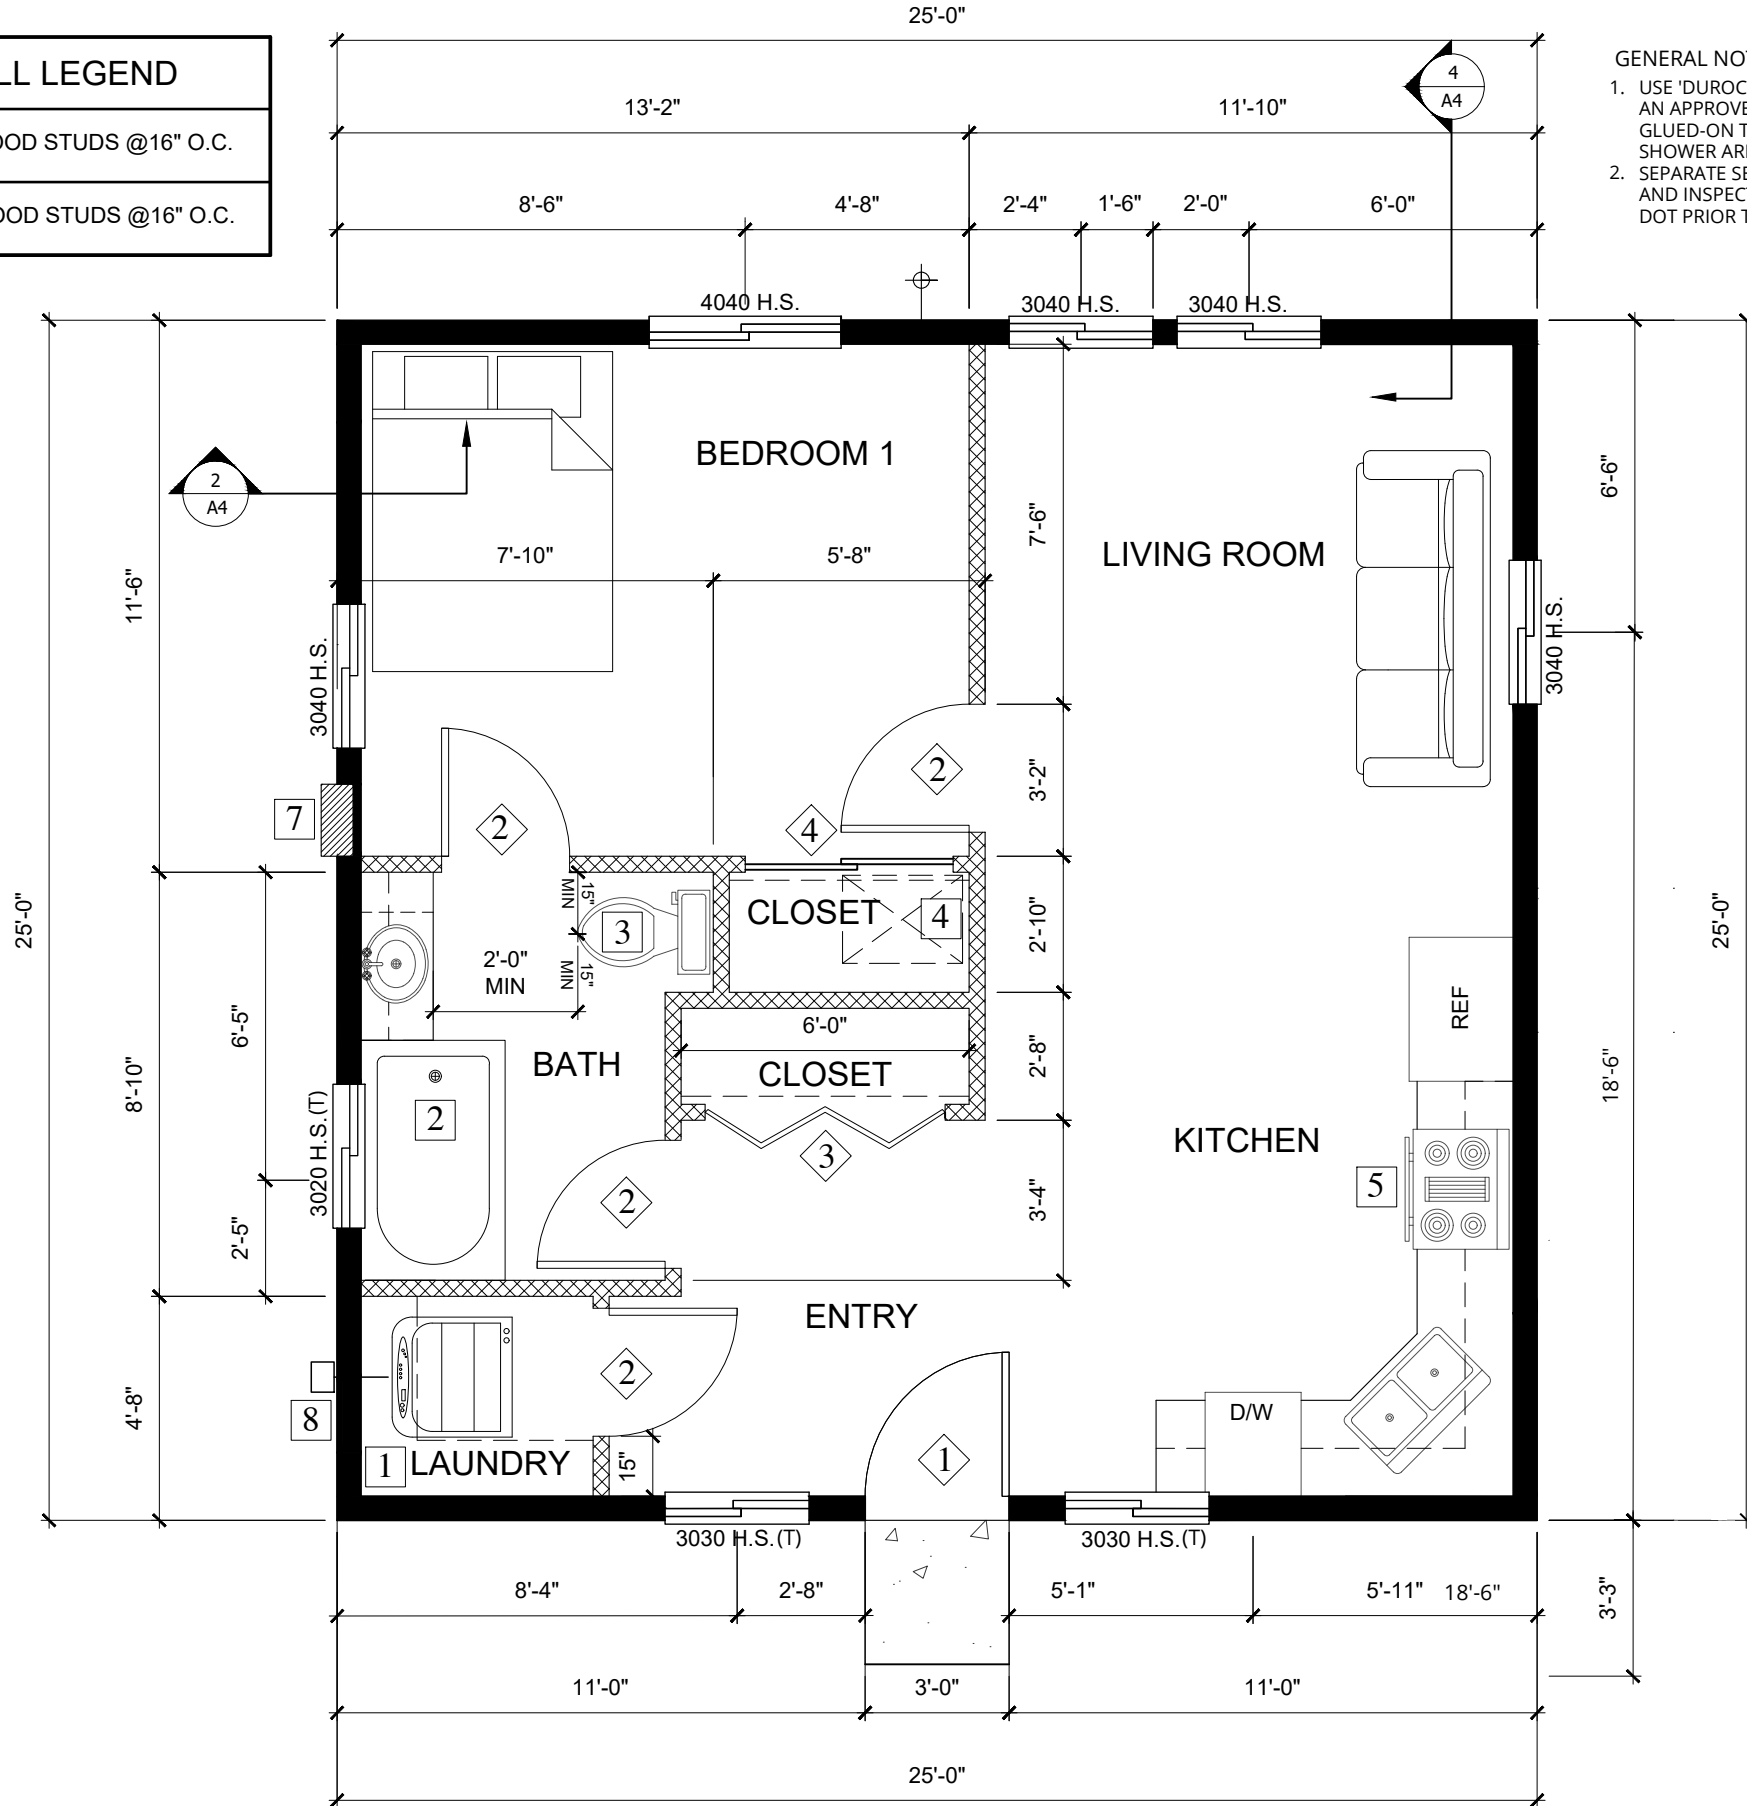 25'-0"
LL LEGEND
OOD STUDS @16" O.C.
OOD STUDS @16" O.C.
GENERAL NO
1. USE 'DUROC
AN APPROVE
GLUED-ON T
SHOWER AR
2. SEPARATE SE
AND INSPECT
DOT PRIOR T
4
A4
13'-2"
11'-10"
8'-6"
4'-8"
2'-4"
1'-6"
2'-0"
6'-0"
4040 H.S.
3040 H.S.
3040 H.S.
BEDROOM 1
2
A4
7'-10"
5'-8"
7'-6"
LIVING ROOM
6'-6"
11'-6"
3040 H.S.
3040 H.S.
7
2
4
2
3'-2"
25'-0"
25'-0"
15"
MIN
3
CLOSET
4
2'-10"
2'-0"
MIN
15"
MIN
REF
6'-5"
8'-10"
6'-0"
CLOSET
2'-8"
BATH
18'-6"
3020 H.S.(T)
2
KITCHEN
3
5
2
3'-4"
2'-5"
ENTRY
2
4'-8"
8
1
LAUNDRY
15"
1
D/W
3030 H.S.(T)
3030 H.S.(T)
8'-4"
2'-8"
5'-1"
5'-11"
18'-6"
3'-3"
11'-0"
3'-0"
11'-0"
25'-0"